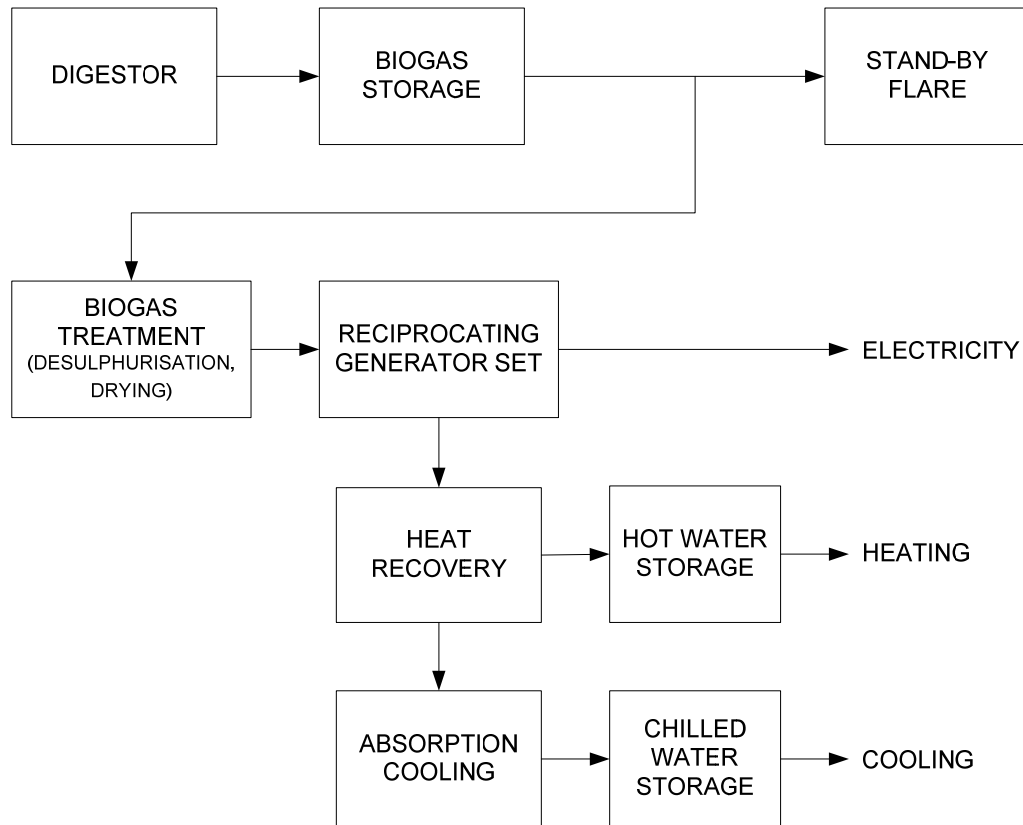 DIGESTOR
BIOGAS
STORAGE
STAND-BY
FLARE
BIOGAS
TREATMENT
(DESULPHURISATION,
DRYING)
RECIPROCATING
GENERATOR SET
ELECTRICITY
HEAT
RECOVERY
HOT WATER
STORAGE
HEATING
ABSORPTION
COOLING
CHILLED
WATER
STORAGE
COOLING